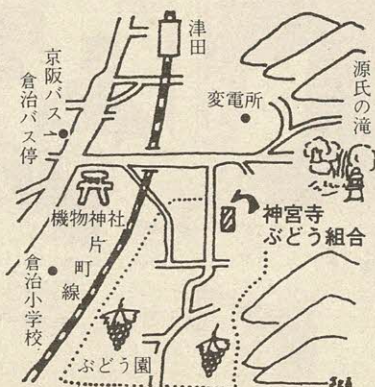 津田
京阪バス
倉治バス停
変電所
源氏の滝
機物神社
片町線
神宮寺
ぶどう組合
倉治小学校
ぶどう園